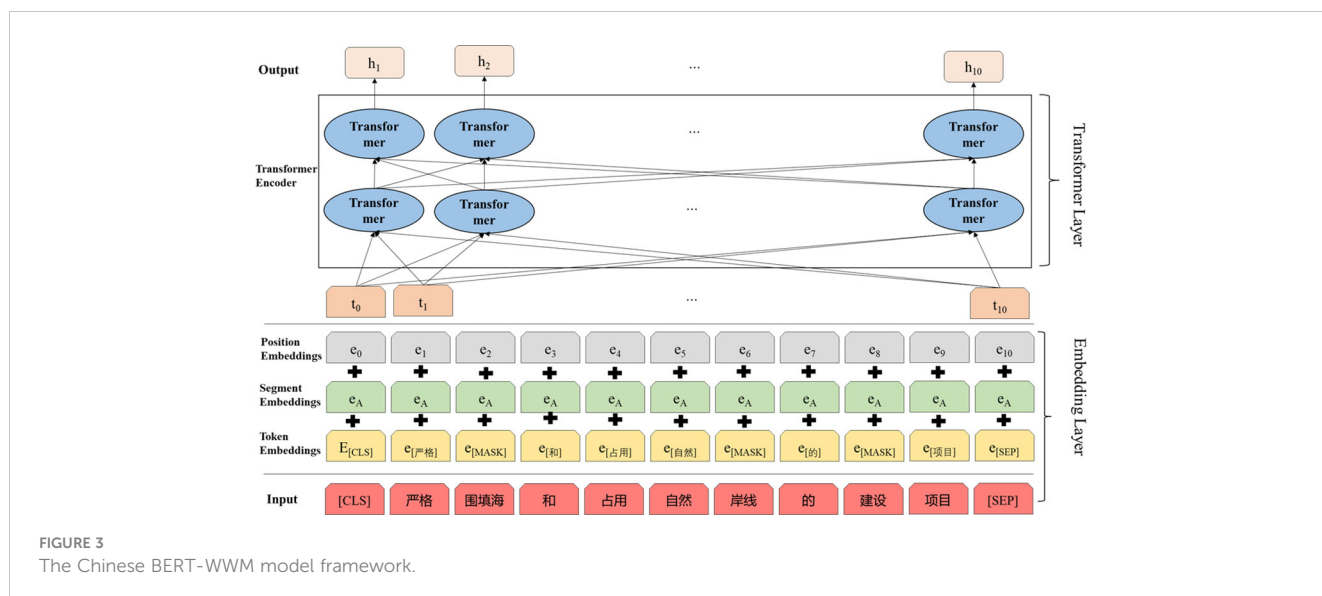 Output
h1
h2
...
h10
Transfor
mer
Transfor
mer
...
Transfor
mer
Transformer
Encoder
Transfor
mer
Transfor
mer
...
Transfor
mer
Transformer Layer
t0
t1
...
t10
Position
Embeddings
e0 e1 e2 e3 e4 e5 e6 e7 e8 e9 e10
+ + + + + + + + + + +
Segment
Embeddings
eA eA eA eA eA eA eA eA eA eA eA
+ + + + + + + + + + +
Token
Embeddings
E[CLS] e[严格] e[MASK] e[和] e[占用] e[自然] e[MASK] e[的] e[MASK] e[项目] e[SEP]
Embedding Layer
Input [CLS] 严格 围填海 和 占用 自然 岸线 的 建设 项目 [SEP]
FIGURE 3
The Chinese BERT-WWM model framework.